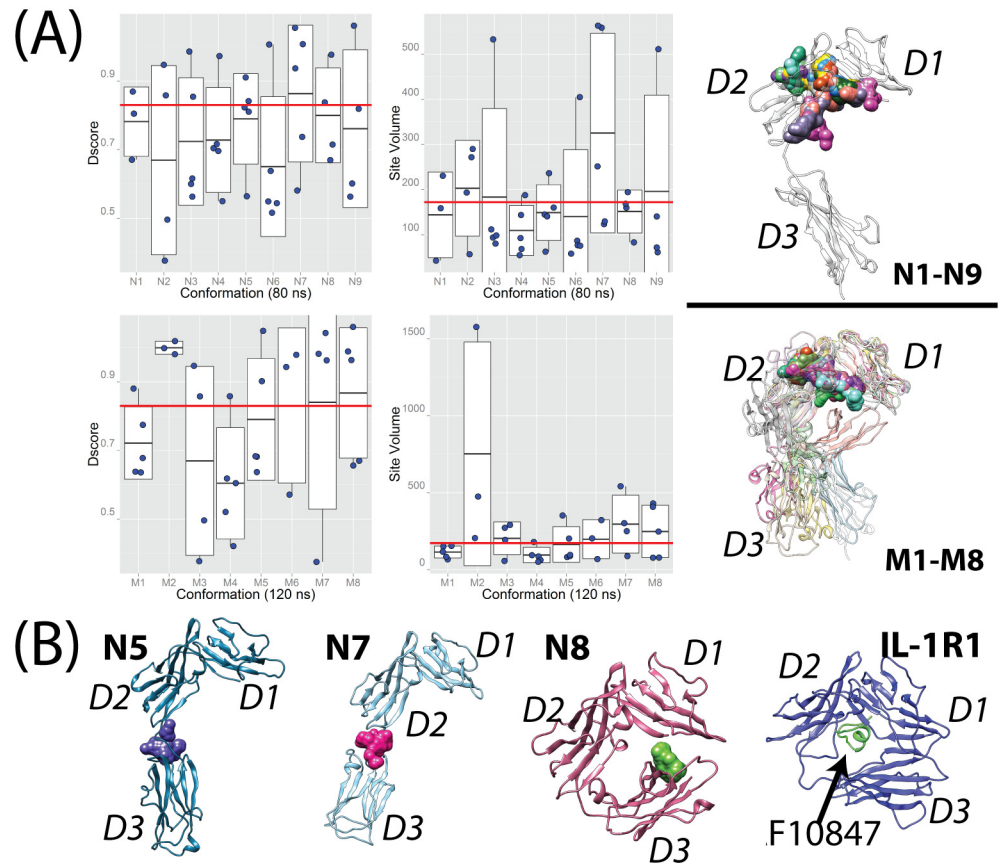 (A)
0.9
0.7
0.5
Dscore
N1 N2 N3 N4 N5 N6 N7 N8 N9
Conformation (80 ns)
500
400
300
200
100
Site Volume
N1 N2 N3 N4 N5 N6 N7 N8 N9
Conformation (80 ns)
D2
D1
D3
N1-N9
0.9
0.7
0.5
Dscore
M1 M2 M3 M4 M5 M6 M7 M8
Conformation (120 ns)
1500
1000
500
0
Site Volume
M1 M2 M3 M4 M5 M6 M7 M8
Conformation (120 ns)
D2
D1
D3
M1-M8
(B)
N5
D2
D1
D3
N7
D1
D2
D3
N8
D1
D2
D3
IL-1R1
D2
D1
D3
F10847